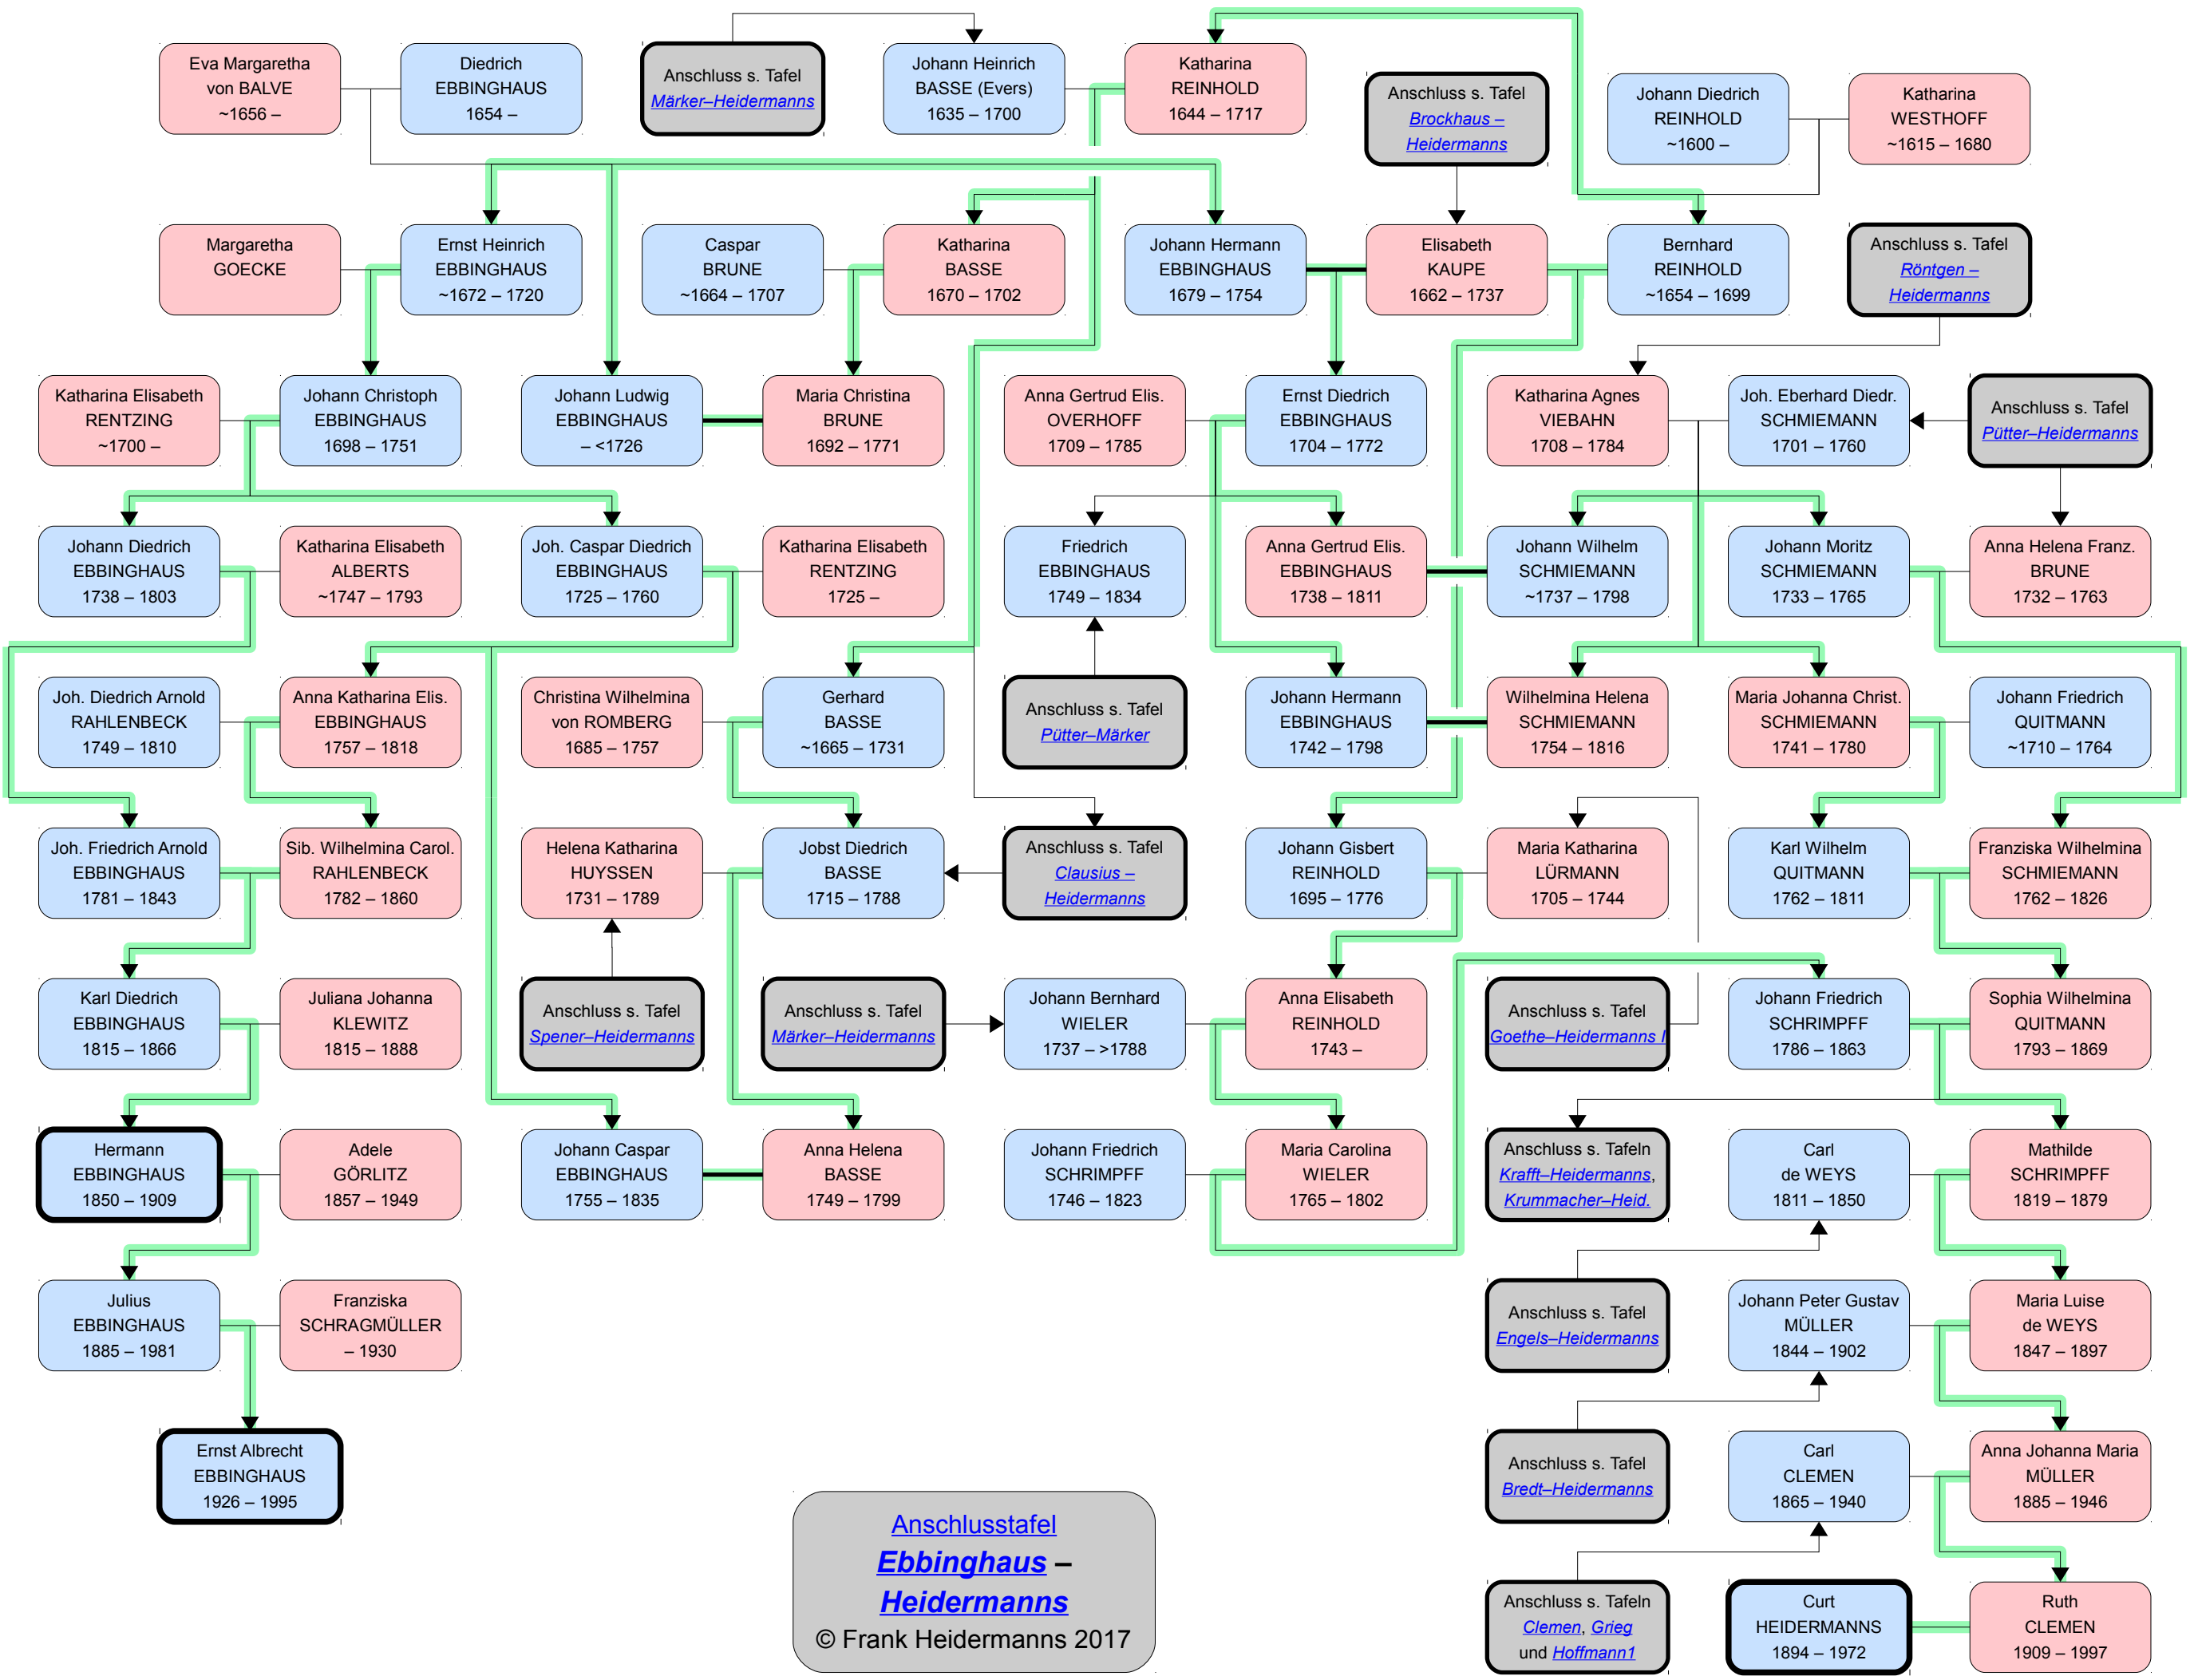 Eva Margaretha
von BALVE
~1656 –
Diedrich
EBBINGHAUS
1654 –
Anschluss s. Tafel
Märker–Heidermanns
Johann Heinrich
BASSE (Evers)
1635 – 1700
Katharina
REINHOLD
1644 – 1717
Anschluss s. Tafel
Brockhaus –
Heidermanns
Johann Diedrich
REINHOLD
~1600 –
Katharina
WESTHOFF
~1615 – 1680
Margaretha
GOECKE
Ernst Heinrich
EBBINGHAUS
~1672 – 1720
Caspar
BRUNE
~1664 – 1707
Katharina
BASSE
1670 – 1702
Johann Hermann
EBBINGHAUS
1679 – 1754
Elisabeth
KAUPE
1662 – 1737
Bernhard
REINHOLD
~1654 – 1699
Anschluss s. Tafel
Röntgen –
Heidermanns
Katharina Elisabeth
RENTZING
~1700 –
Johann Christoph
EBBINGHAUS
1698 – 1751
Johann Ludwig
EBBINGHAUS
– <1726
Maria Christina
BRUNE
1692 – 1771
Anna Gertrud Elis.
OVERHOFF
1709 – 1785
Ernst Diedrich
EBBINGHAUS
1704 – 1772
Katharina Agnes
VIEBAHN
1708 – 1784
Joh. Eberhard Diedr.
SCHMIEMANN
1701 – 1760
Anschluss s. Tafel
Pütter–Heidermanns
Johann Diedrich
EBBINGHAUS
1738 – 1803
Katharina Elisabeth
ALBERTS
~1747 – 1793
Joh. Caspar Diedrich
EBBINGHAUS
1725 – 1760
Katharina Elisabeth
RENTZING
1725 –
Friedrich
EBBINGHAUS
1749 – 1834
Anna Gertrud Elis.
EBBINGHAUS
1738 – 1811
Johann Wilhelm
SCHMIEMANN
~1737 – 1798
Johann Moritz
SCHMIEMANN
1733 – 1765
Anna Helena Franz.
BRUNE
1732 – 1763
Joh. Diedrich Arnold
RAHLENBECK
1749 – 1810
Anna Katharina Elis.
EBBINGHAUS
1757 – 1818
Christina Wilhelmina
von ROMBERG
1685 – 1757
Gerhard
BASSE
~1665 – 1731
Anschluss s. Tafel
Pütter–Märker
Johann Hermann
EBBINGHAUS
1742 – 1798
Wilhelmina Helena
SCHMIEMANN
1754 – 1816
Maria Johanna Christ.
SCHMIEMANN
1741 – 1780
Johann Friedrich
QUITMANN
~1710 – 1764
Joh. Friedrich Arnold
EBBINGHAUS
1781 – 1843
Sib. Wilhelmina Carol.
RAHLENBECK
1782 – 1860
Helena Katharina
HUYSSEN
1731 – 1789
Jobst Diedrich
BASSE
1715 – 1788
Anschluss s. Tafel
Clausius –
Heidermanns
Johann Gisbert
REINHOLD
1695 – 1776
Maria Katharina
LÜRMANN
1705 – 1744
Karl Wilhelm
QUITMANN
1762 – 1811
Franziska Wilhelmina
SCHMIEMANN
1762 – 1826
Karl Diedrich
EBBINGHAUS
1815 – 1866
Juliana Johanna
KLEWITZ
1815 – 1888
Anschluss s. Tafel
Spener–Heidermanns
Anschluss s. Tafel
Märker–Heidermanns
Johann Bernhard
WIELER
1737 – >1788
Anna Elisabeth
REINHOLD
1743 –
Anschluss s. Tafel
Goethe–Heidermanns I
Johann Friedrich
SCHRIMPFF
1786 – 1863
Sophia Wilhelmina
QUITMANN
1793 – 1869
Hermann
EBBINGHAUS
1850 – 1909
Adele
GÖRLITZ
1857 – 1949
Johann Caspar
EBBINGHAUS
1755 – 1835
Anna Helena
BASSE
1749 – 1799
Johann Friedrich
SCHRIMPFF
1746 – 1823
Maria Carolina
WIELER
1765 – 1802
Anschluss s. Tafeln
Krafft–Heidermanns,
Krummacher–Heid.
Carl
de WEYS
1811 – 1850
Mathilde
SCHRIMPFF
1819 – 1879
Julius
EBBINGHAUS
1885 – 1981
Franziska
SCHRAGMÜLLER
– 1930
Anschluss s. Tafel
Engels–Heidermanns
Johann Peter Gustav
MÜLLER
1844 – 1902
Maria Luise
de WEYS
1847 – 1897
Ernst Albrecht
EBBINGHAUS
1926 – 1995
Anschluss s. Tafel
Bredt–Heidermanns
Carl
CLEMEN
1865 – 1940
Anna Johanna Maria
MÜLLER
1885 – 1946
Anschlusstafel
Ebbinghaus –
Heidermanns
© Frank Heidermanns 2017
Anschluss s. Tafeln
Clemen, Grieg
und Hoffmann1
Curt
HEIDERMANNS
1894 – 1972
Ruth
CLEMEN
1909 – 1997